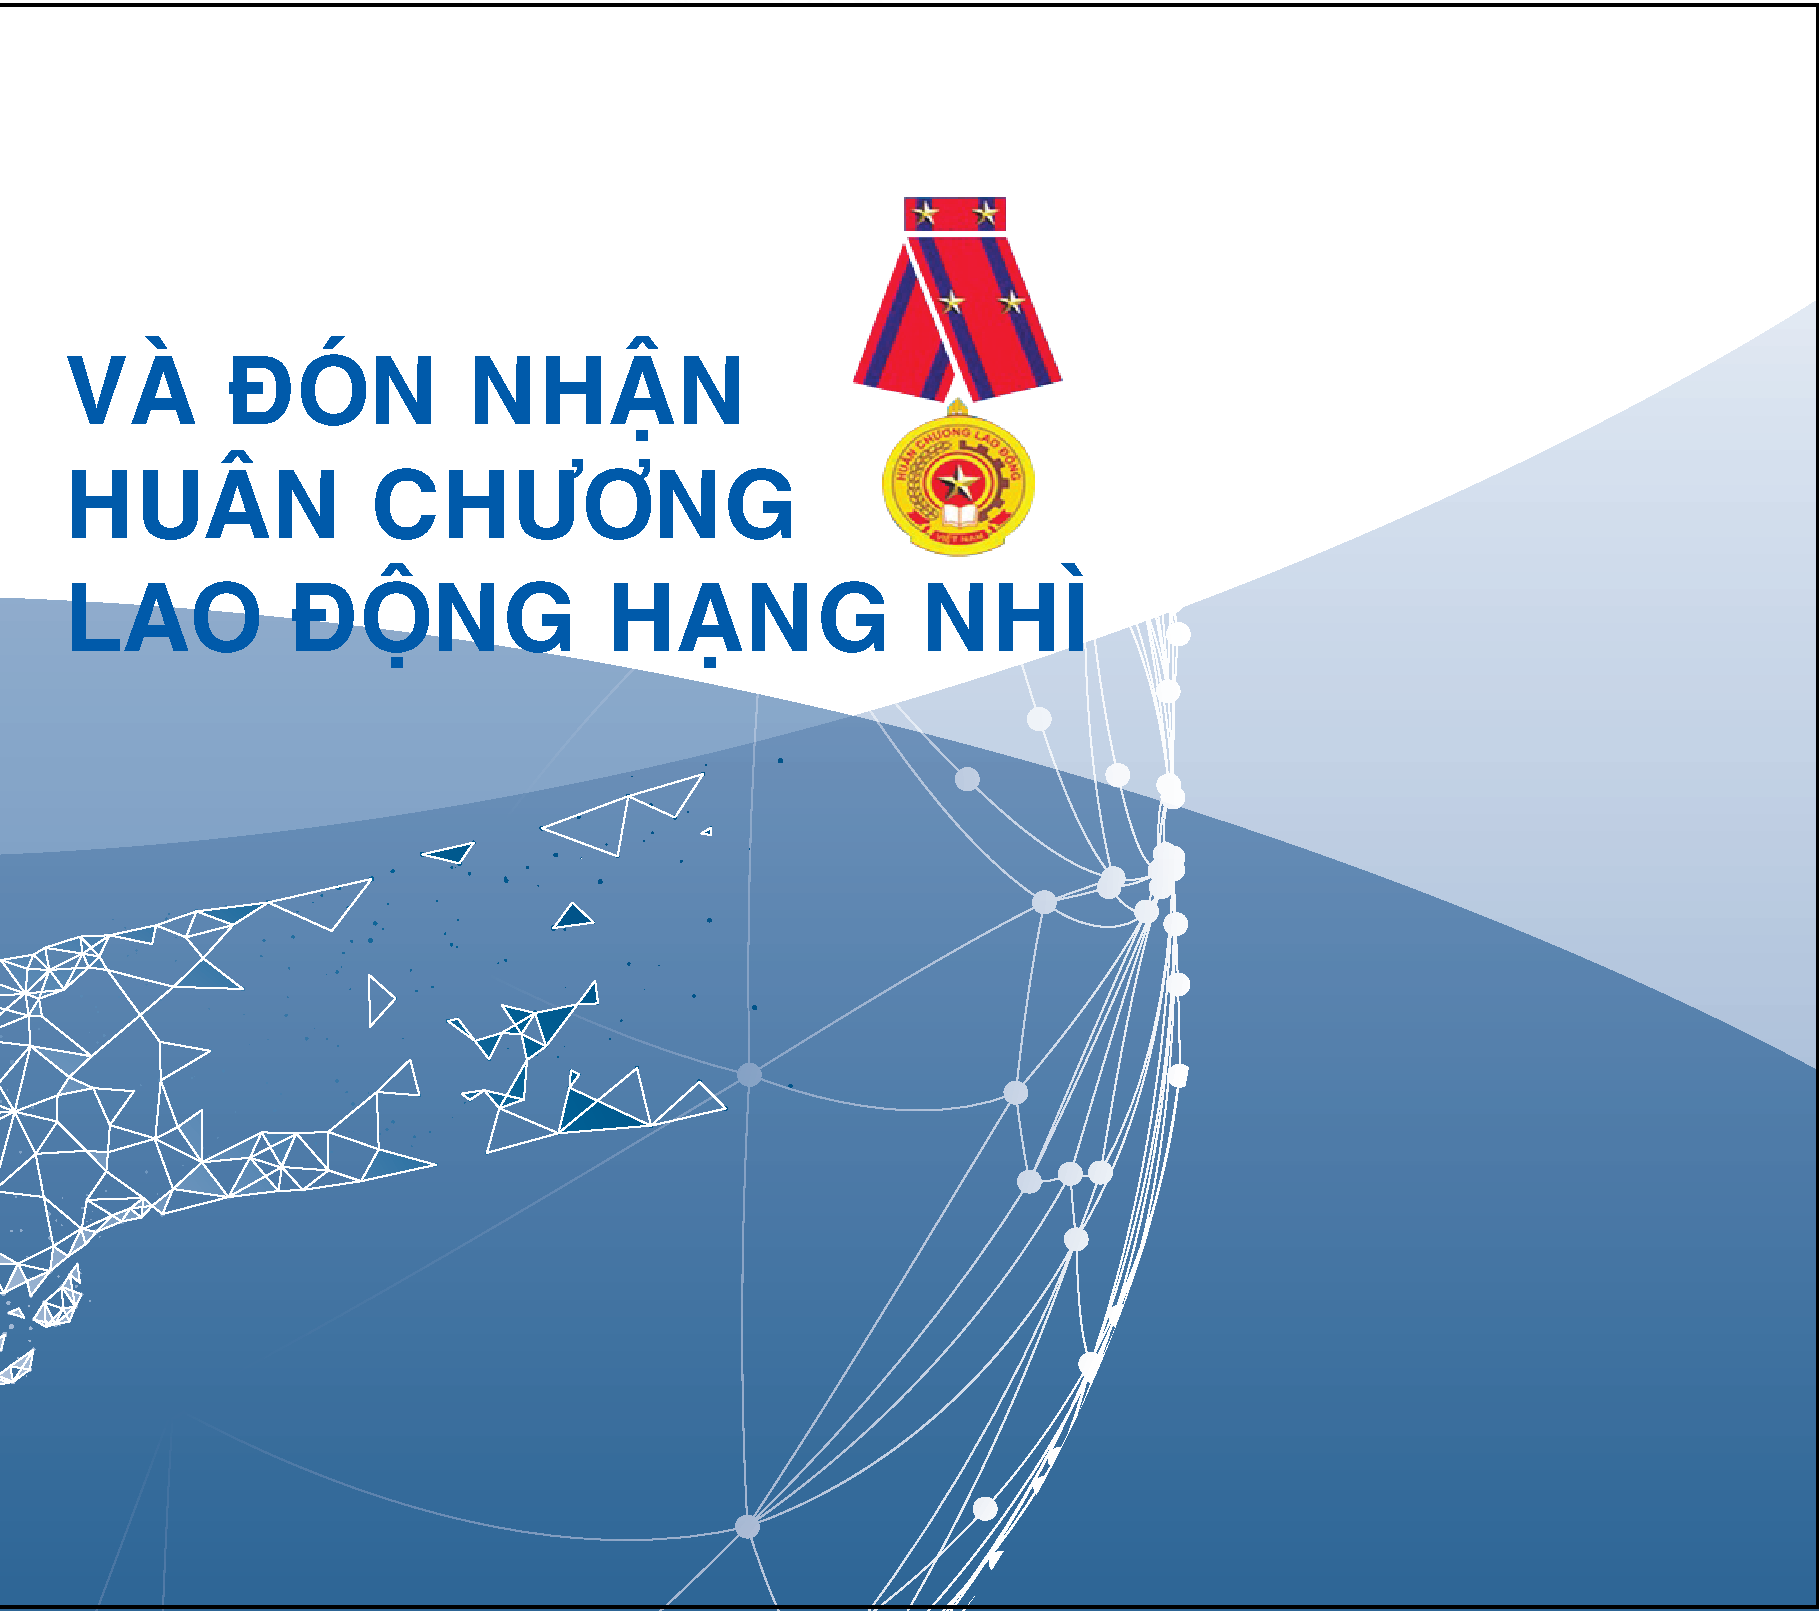 VÀ ĐÓN NHẬN
HUÂN CHƯƠNG
LAO ĐỘNG HẠNG NHÌ
HUÂN CHƯƠNG LAO ĐỘNG
VIỆT NAM